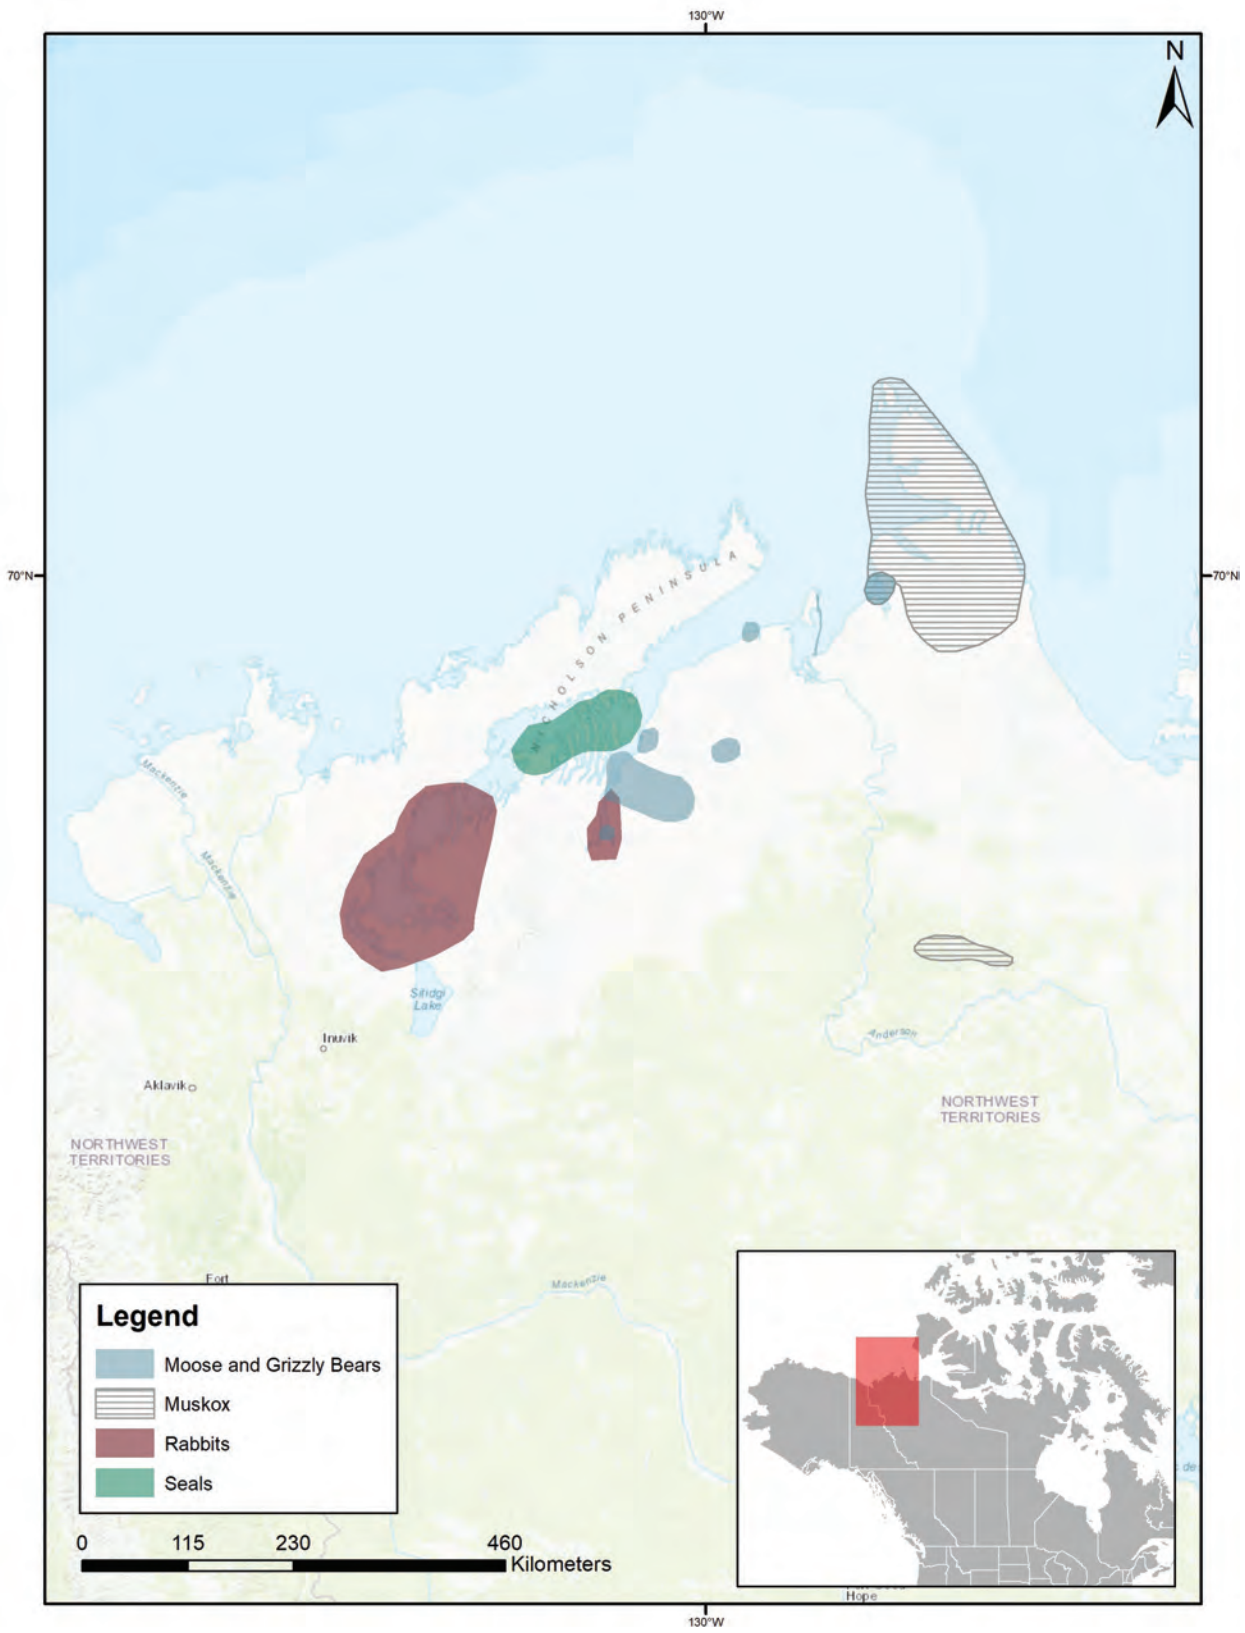 130°W
N
70°N
70°N
NICHOLSON PENINSULA
Mackenzie
Mackenzie
Silidgi
Lake
Inuvik
Anderson
Aklavik
NORTHWEST
TERRITORIES
NORTHWEST
TERRITORIES
Fort
Mackenzie
Legend
Moose and Grizzly Bears
Muskox
Rabbits
Seals
0 115 230 460
Kilometers
Hope
130°W